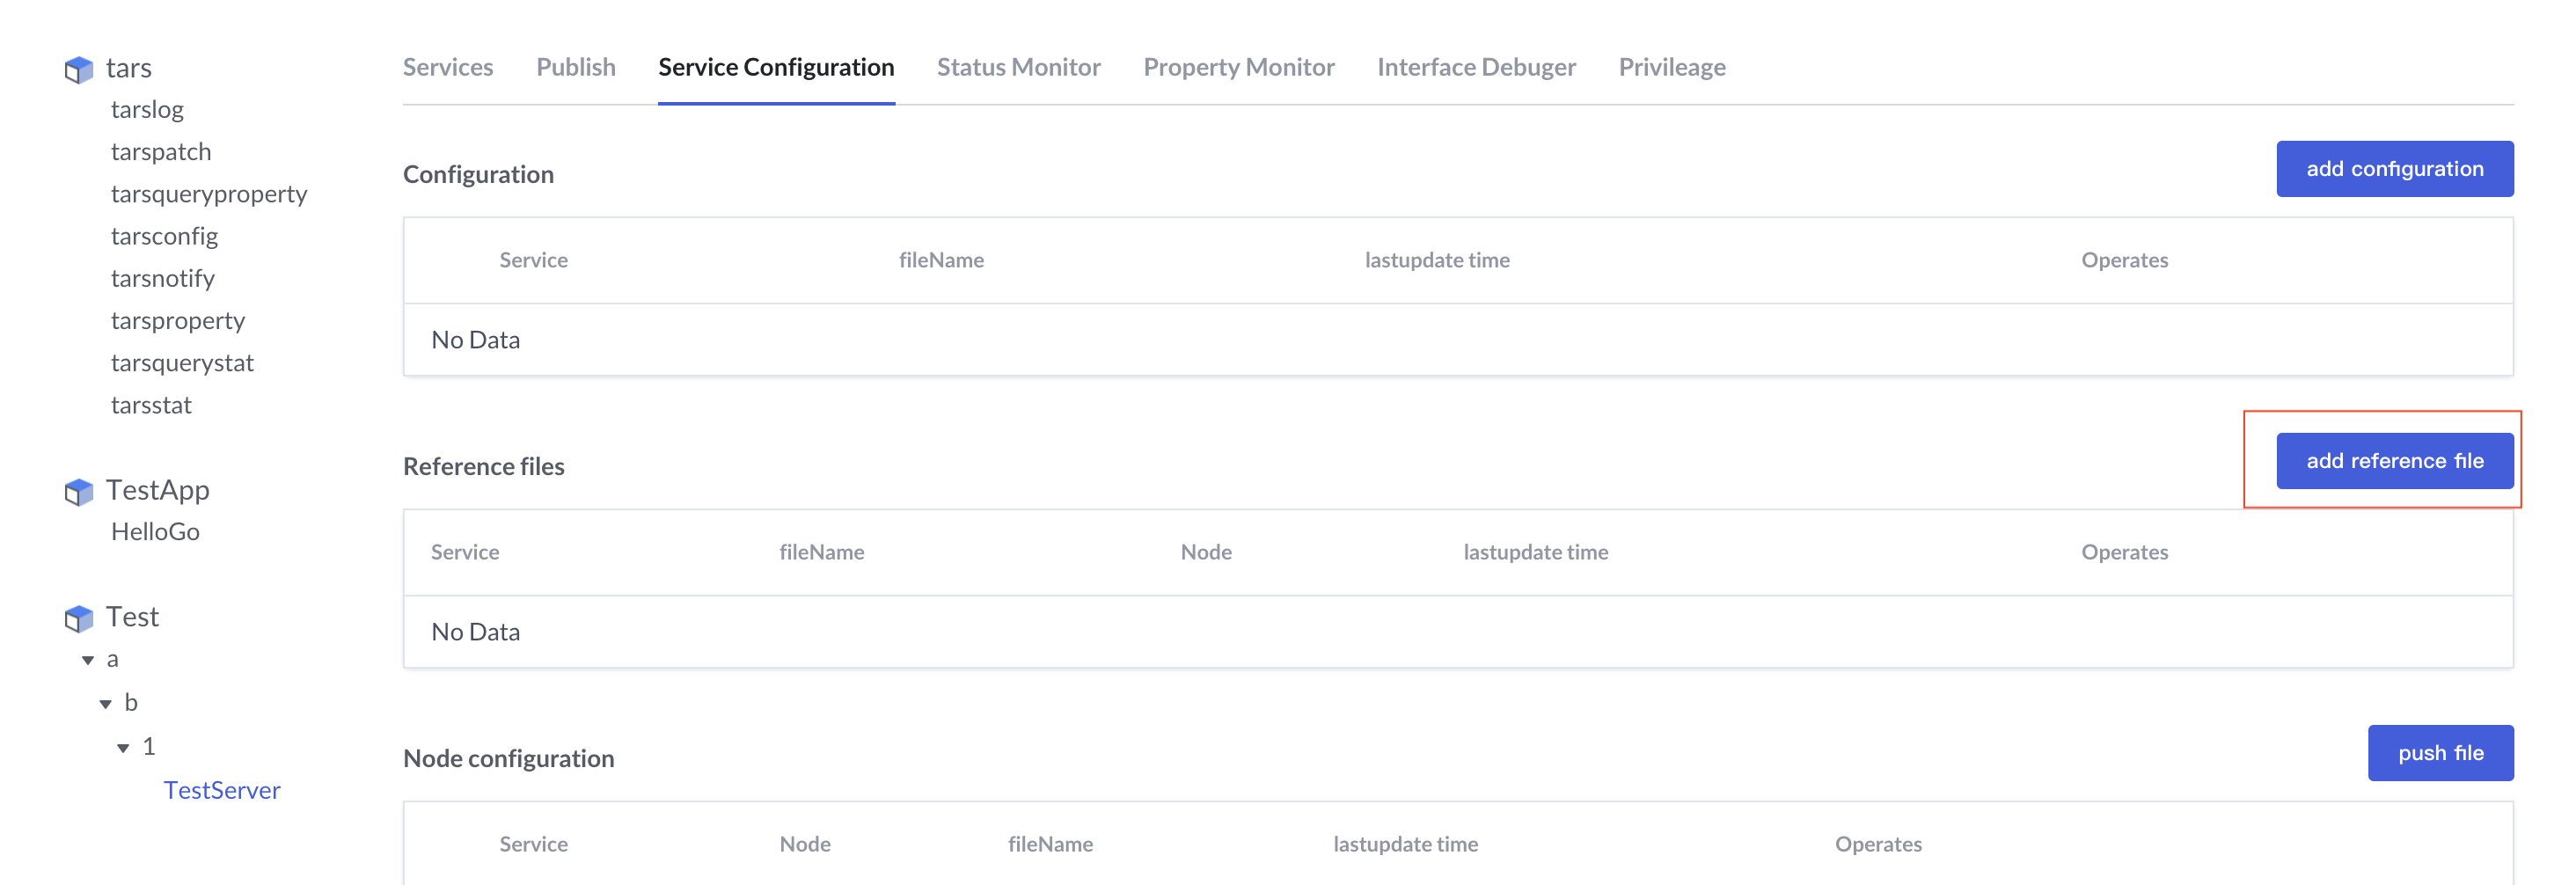 tars
tarslog
tarspatch
tarsqueryproperty
tarsconfig
tarsnotify
tarsproperty
tarsquerystat
tarsstat
TestApp
HelloGo
Test
a
b
1
TestServer
Services Publish Service Configuration Status Monitor Property Monitor Interface Debuger Privileage
Configuration
add configuration
Service fileName lastupdate time Operates
No Data
Reference files
add reference file
Service fileName Node lastupdate time Operates
No Data
Node configuration
push file
Service Node fileName lastupdate time Operates